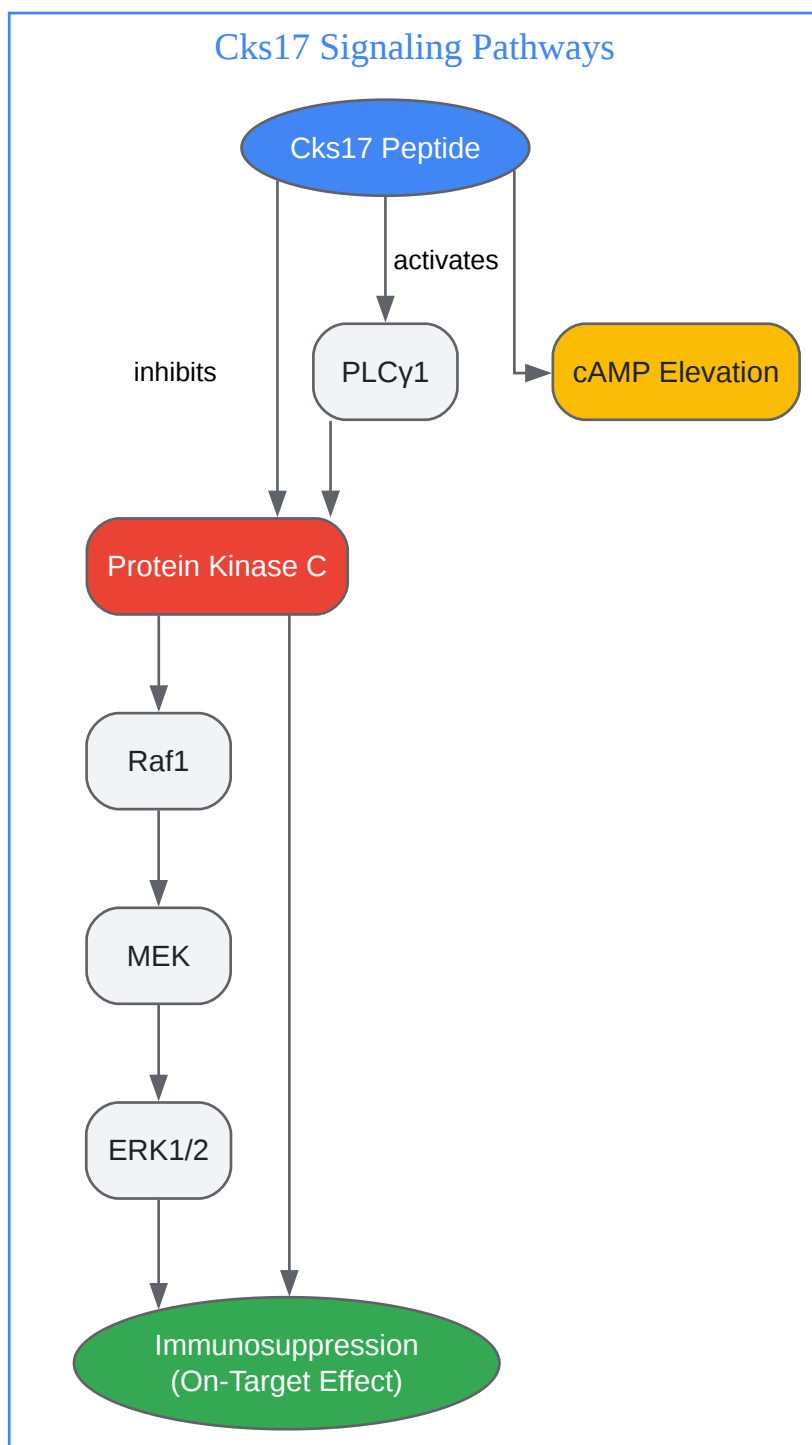 Cks17 Signaling Pathways
Cks17 Peptide
activates
inhibits
PLCγ1
cAMP Elevation
Protein Kinase C
Raf1
MEK
ERK1/2
Immunosuppression
(On-Target Effect)